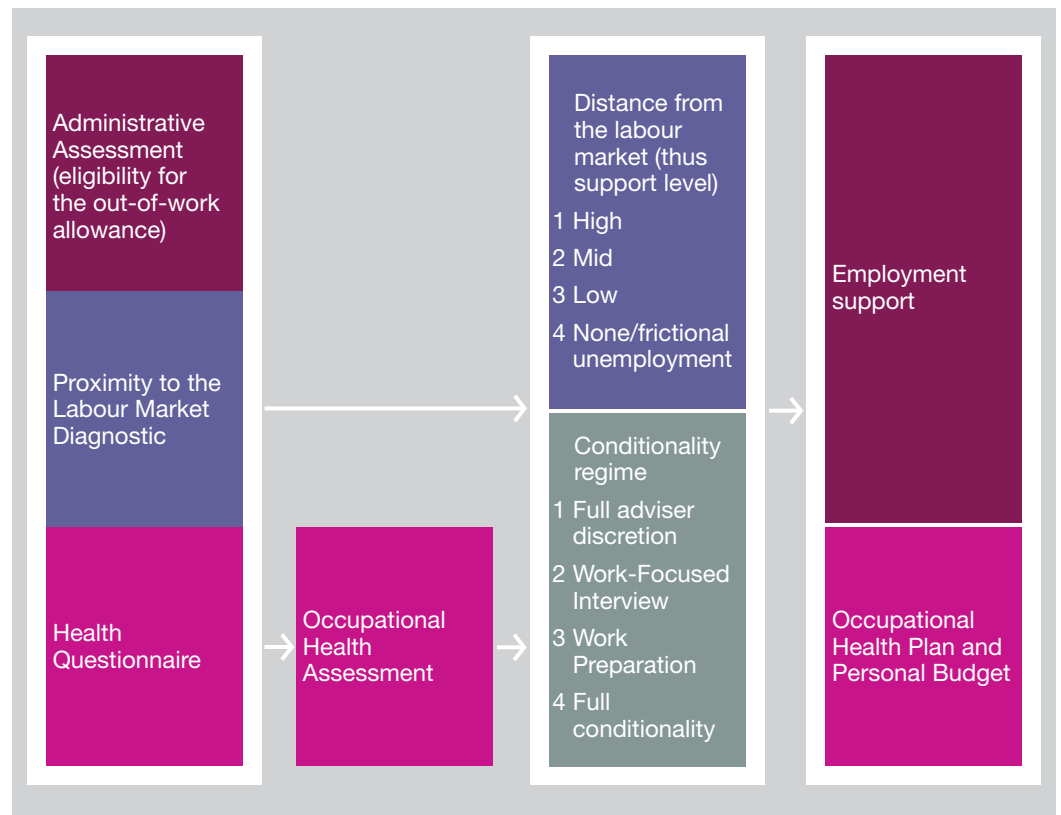 Administrative
Assessment
(eligibility for
the out-of-work
allowance)
Proximity to the
Labour Market
Diagnostic
Health
Questionnaire
Occupational
Health
Assessment
Distance from
the labour
market (thus
support level)
1 High
2 Mid
3 Low
4 None/frictional
unemployment
Conditionality
regime
1 Full adviser
discretion
2 Work-Focused
Interview
3 Work
Preparation
4 Full
conditionality
Employment
support
Occupational
Health Plan and
Personal Budget